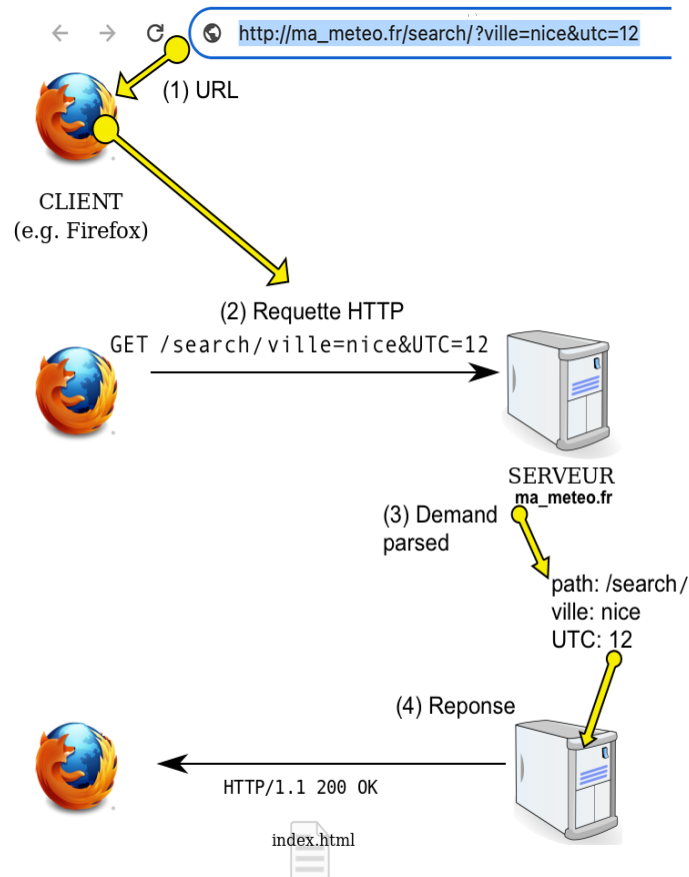 http://ma_meteo.fr/search/?ville=nice&utc=12
(1) URL
CLIENT
(e.g. Firefox)
(2) Requette HTTP
GET /search/ville=nice&UTC=12
SERVEUR
ma_meteo.fr
(3) Demand
parsed
path: /search/
ville: nice
UTC: 12
(4) Reponse
HTTP/1.1 200 OK
index.html